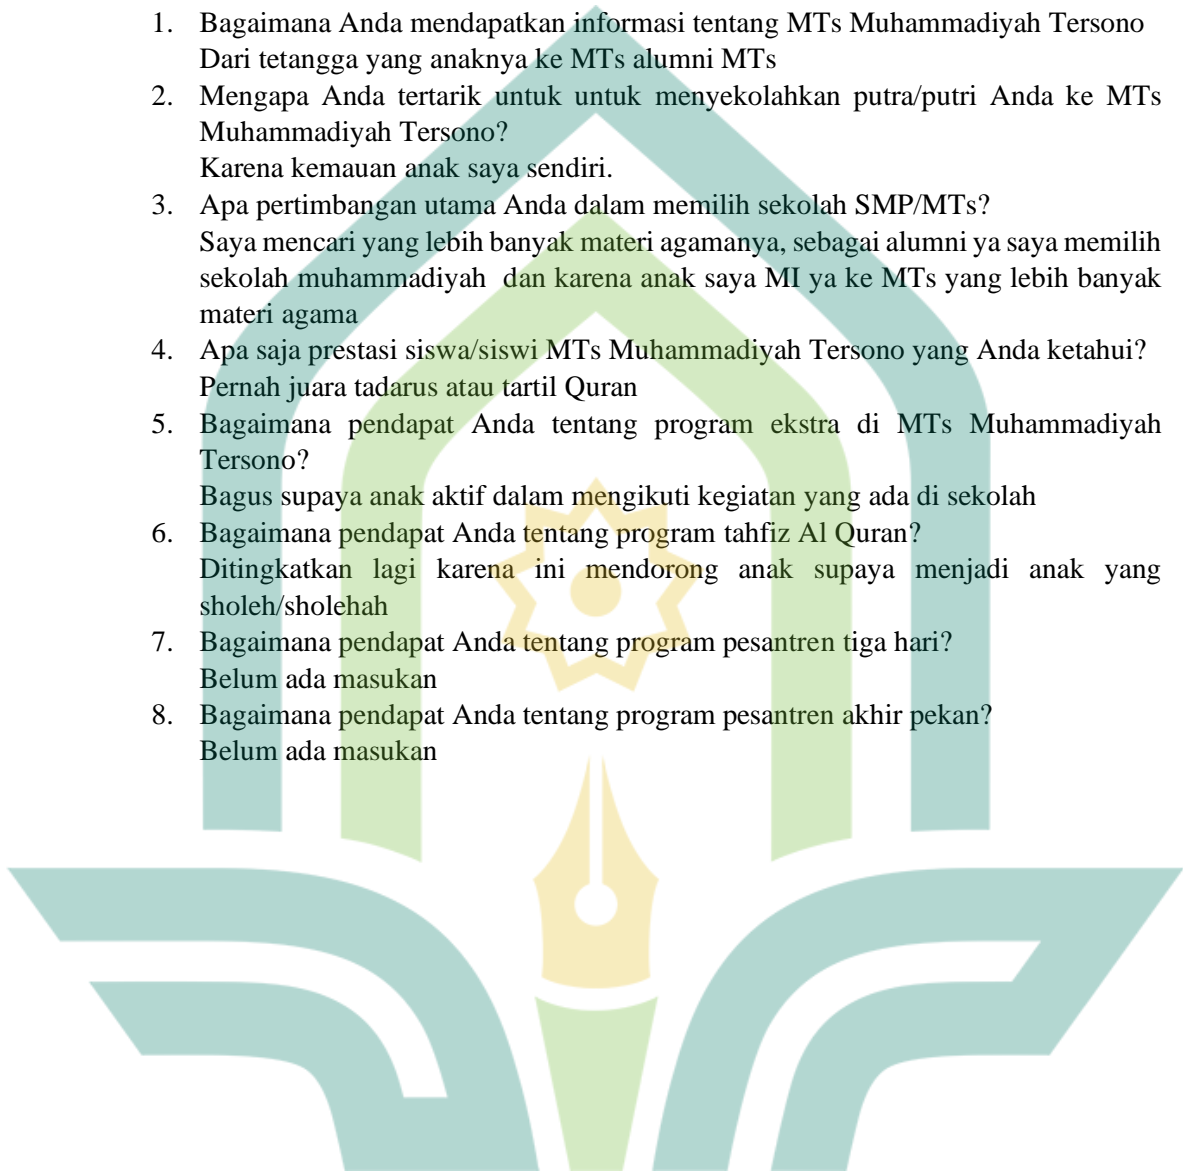 1. Bagaimana Anda mendapatkan informasi tentang MTs Muhammadiyah Tersono
Dari tetangga yang anaknya ke MTs alumni MTs
2. Mengapa Anda tertarik untuk untuk menyekolahkan putra/putri Anda ke MTs
Muhammadiyah Tersono?
Karena kemauan anak saya sendiri.
3. Apa pertimbangan utama Anda dalam memilih sekolah SMP/MTs?
Saya mencari yang lebih banyak materi agamanya, sebagai alumni ya saya memilih
sekolah muhammadiyah dan karena anak saya MI ya ke MTs yang lebih banyak
materi agama
4. Apa saja prestasi siswa/siswi MTs Muhammadiyah Tersono yang Anda ketahui?
Pernah juara tadarus atau tartil Quran
5. Bagaimana pendapat Anda tentang program ekstra di MTs Muhammadiyah
Tersono?
Bagus supaya anak aktif dalam mengikuti kegiatan yang ada di sekolah
6. Bagaimana pendapat Anda tentang program tahfiz Al Quran?
Ditingkatkan lagi karena ini mendorong anak supaya menjadi anak yang
sholeh/sholehah
7. Bagaimana pendapat Anda tentang program pesantren tiga hari?
Belum ada masukan
8. Bagaimana pendapat Anda tentang program pesantren akhir pekan?
Belum ada masukan